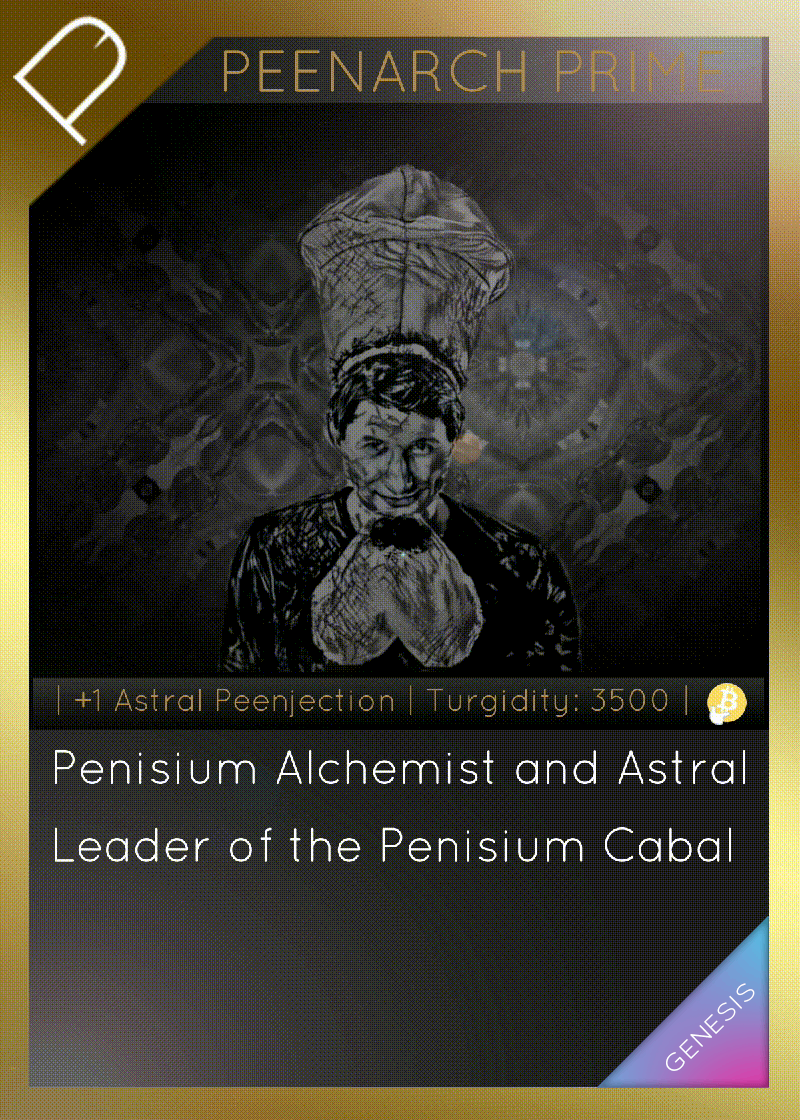 PEENARCH PRIME
| +1 Astral Peenjection | Turgidity: 3500 |
Penisium Alchemist and Astral
Leader of the Penisium Cabal
GENESIS